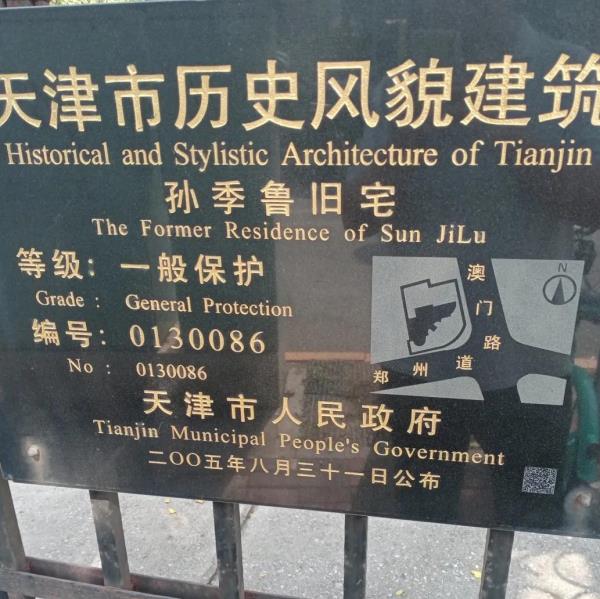 天津市历史风貌建筑
Historical and Stylistic Architecture of Tianjin
孙季鲁旧宅
The Former Residence of Sun JiLu
等级：一般保护
Grade : General Protection
编号：0130086
No : 0130086
N
澳门路
郑州道
天津市人民政府
Tianjin Municipal People's Government
二〇〇五年八月三十一日公布